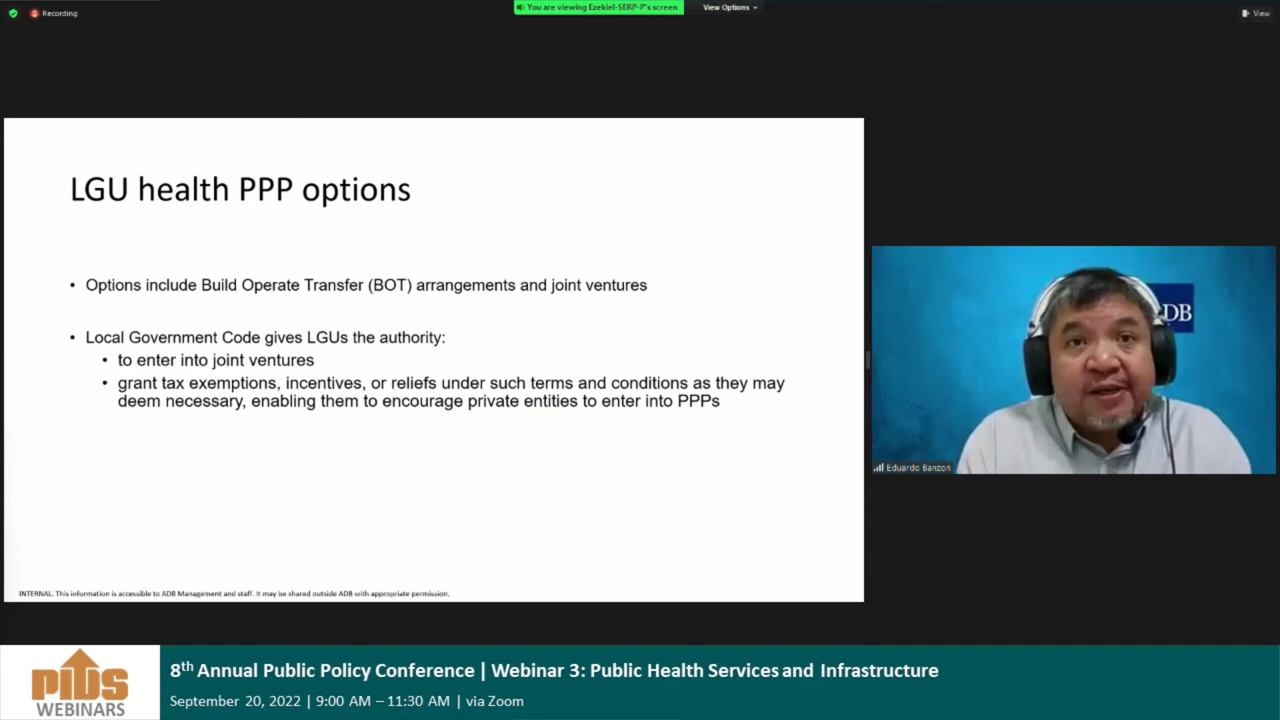 Recording
You are viewing Ezekiel-SERP-P's screen
View Options
View
LGU health PPP options
• Options include Build Operate Transfer (BOT) arrangements and joint ventures
• Local Government Code gives LGUs the authority:
• to enter into joint ventures
• grant tax exemptions, incentives, or reliefs under such terms and conditions as they may
deem necessary, enabling them to encourage private entities to enter into PPPs
INTERNAL. This information is accessible to ADB Management and staff. It may be shared outside ADB with appropriate permission.
DB
Eduardo Banzon
PIDS
WEBINARS
8th Annual Public Policy Conference | Webinar 3: Public Health Services and Infrastructure
September 20, 2022 | 9:00 AM – 11:30 AM | via Zoom